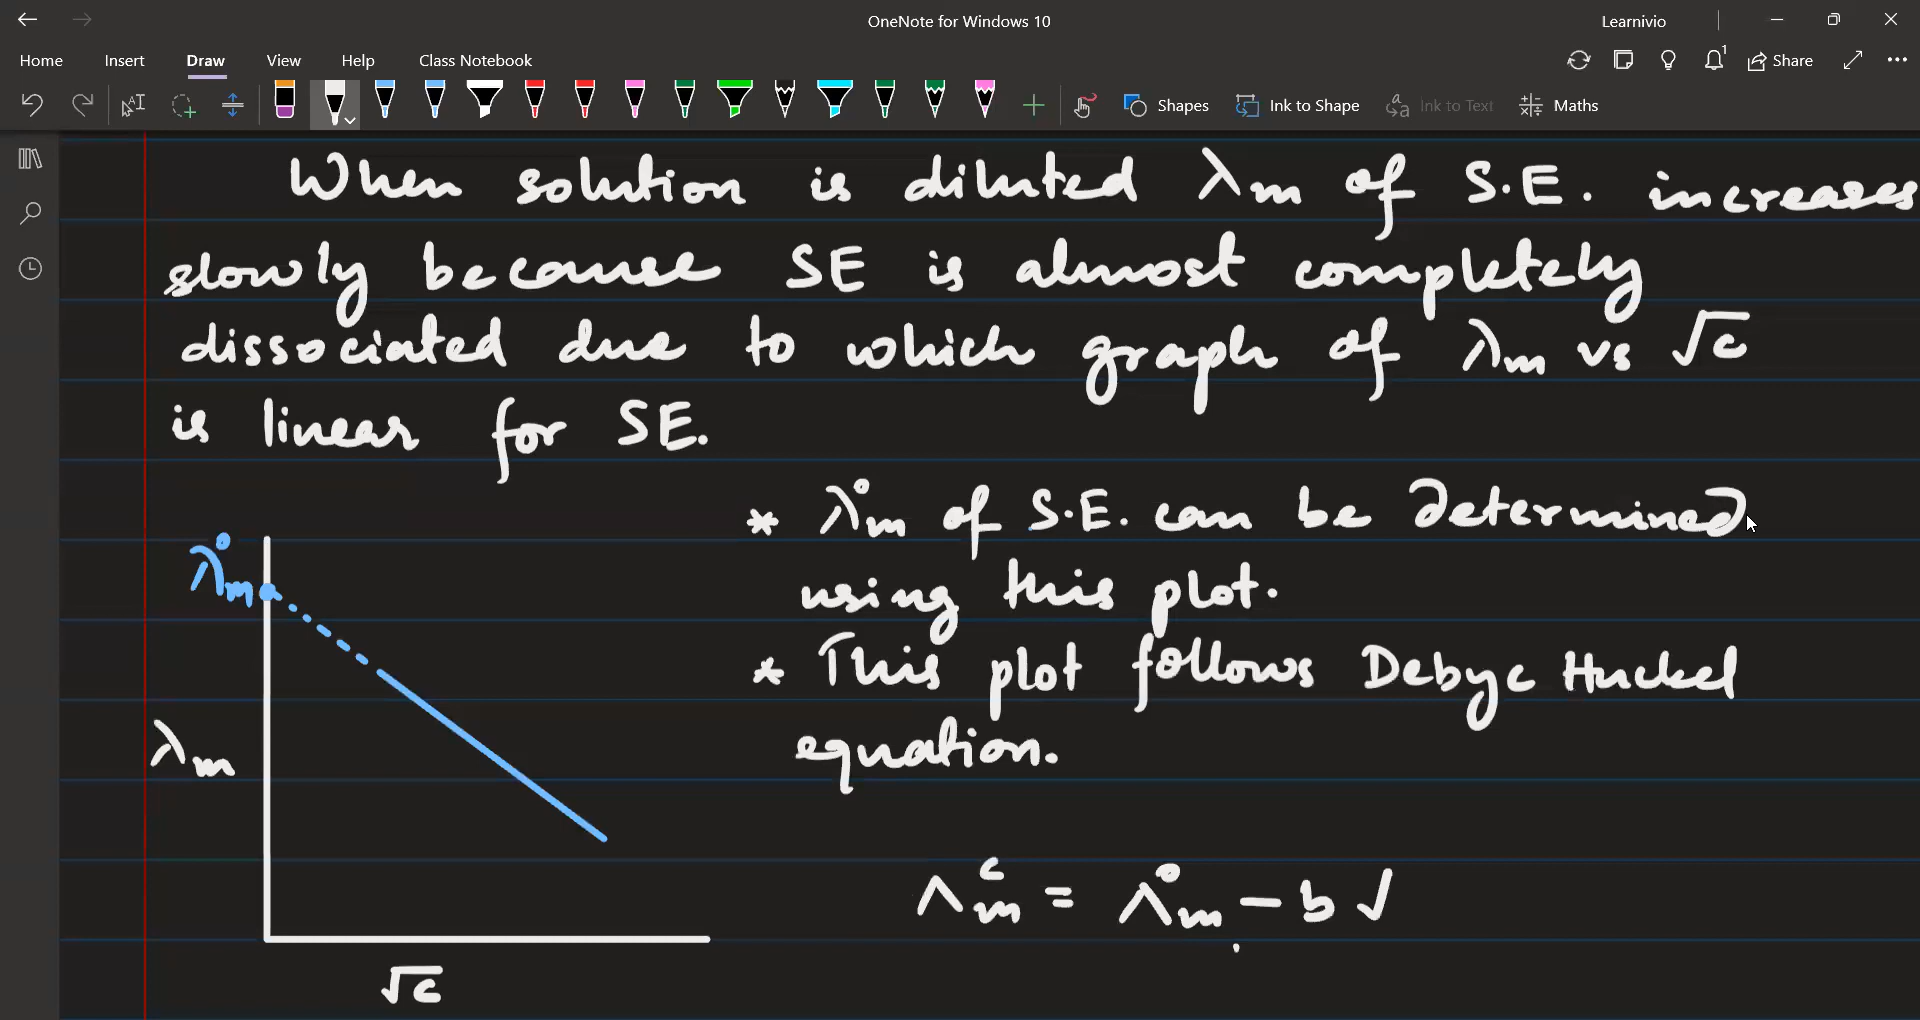 OneNote for Windows 10
Learnivio
Home Insert Draw View Help Class Notebook
1
Share
Shapes Ink to Shape Ink to Text Maths
When solution is diluted λm of S.E. increases
slowly because SE is almost completely
dissociated due to which graph of λm vs √c
is linear for SE.
* λ°m of S.E. can be determined
using this plot.
* This plot follows Debye Huckel
equation.
λ°m
λm
√c
Λᶜm = Λ°m - b √